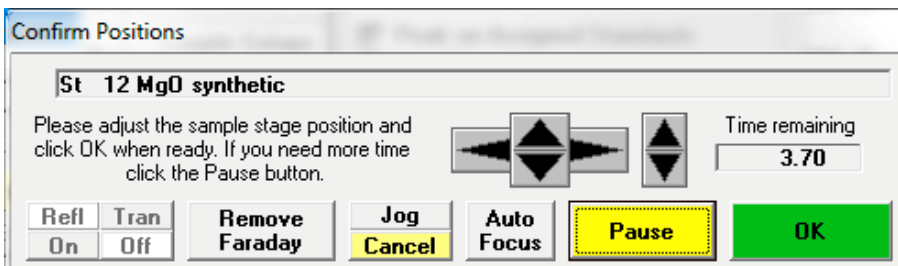 Confirm Positions
St 12 MgO synthetic
Please adjust the sample stage position and
click OK when ready. If you need more time
click the Pause button.
Time remaining
3.70
Refl Tran
On Off
Remove
Faraday
Jog
Cancel
Auto
Focus
Pause
OK